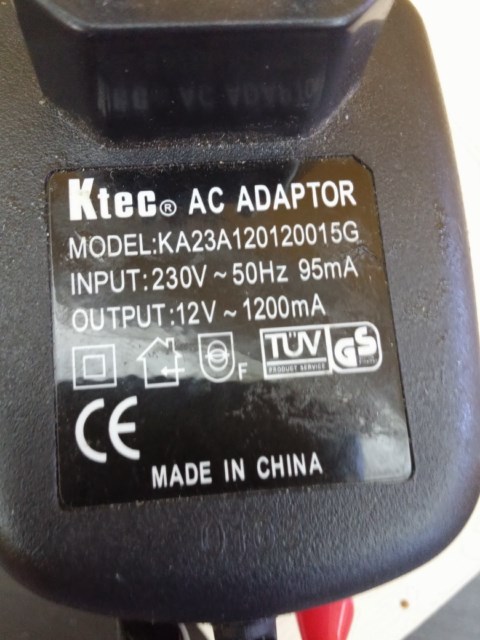 Ktec® AC ADAPTOR
MODEL:KA23A120120015G
INPUT:230V ~ 50Hz 95mA
OUTPUT:12V ~ 1200mA
F
TÜV
PRODUCT SERVICE
GS
CE
MADE IN CHINA